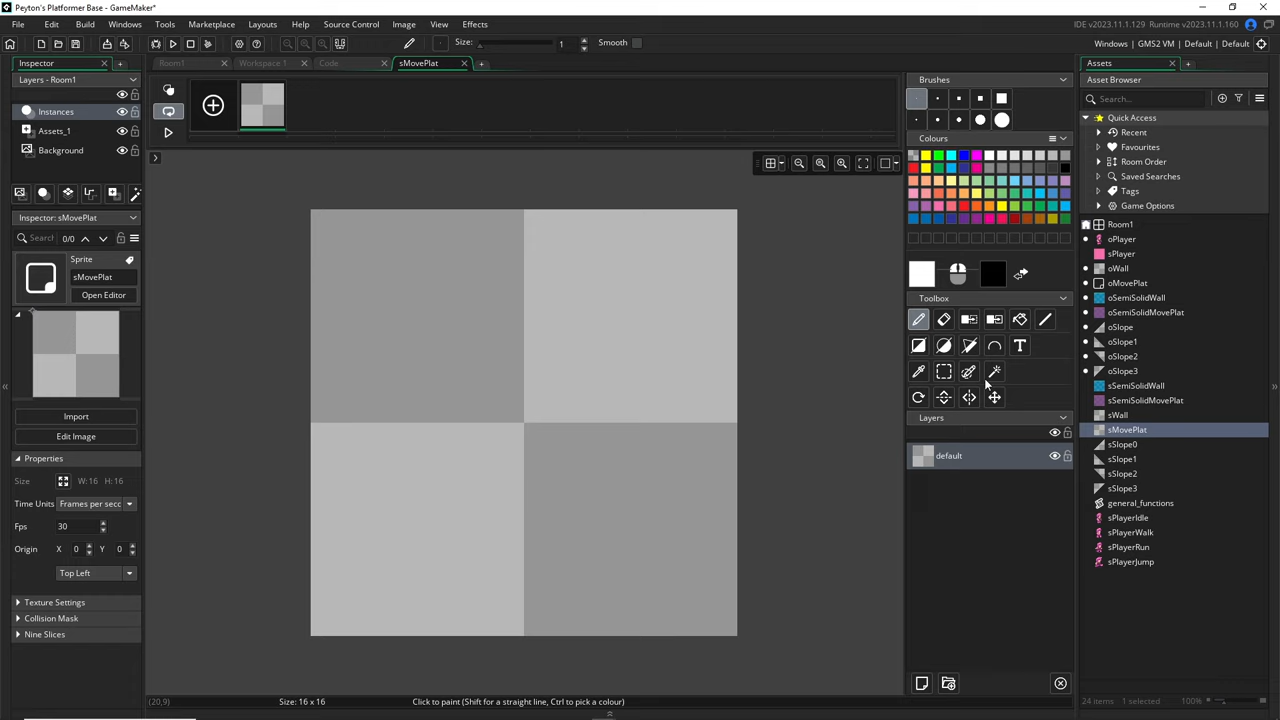 Peyton's Platformer Base - GameMaker*
File Edit Build Windows Tools Marketplace Layouts Help Source Control Image View Effects
IDE v2023.11.1.129 Runtime v2023.11.1.160
Size: 1 Smooth
Windows | GMS2 VM | Default | Default
Inspector
Room1 Workspace 1 Code sMovePlat
Assets
Layers - Room1
Instances
Assets_1
Background
Inspector: sMovePlat
Search 0/0
Sprite
sMovePlat
Open Editor
Import
Edit Image
Properties
Size W:16 H:16
Time Units Frames per secc
Fps 30
Origin X 0 Y 0
Top Left
Texture Settings
Collision Mask
Nine Slices
(20,9) Size: 16 x 16 Click to paint (Shift for a straight line, Ctrl to pick a colour)
Brushes
Colours
Toolbox
T
Layers
default
Asset Browser
Search...
Quick Access
Recent
Favourites
Room Order
Saved Searches
Tags
Game Options
Room1
oPlayer
sPlayer
oWall
oMovePlat
oSemiSolidWall
oSemiSolidMovePlat
oSlope
oSlope1
oSlope2
oSlope3
sSemiSolidWall
sSemiSolidMovePlat
sWall
sMovePlat
sSlope0
sSlope1
sSlope2
sSlope3
general_functions
sPlayerIdle
sPlayerWalk
sPlayerRun
sPlayerJump
24 items 1 selected 100%